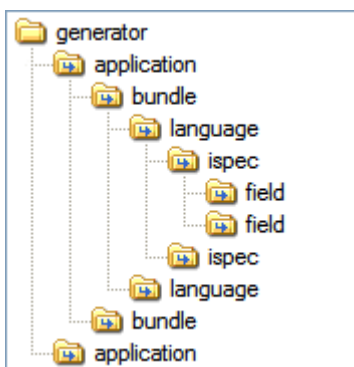 generator
application
bundle
language
ispec
field
field
ispec
language
bundle
application